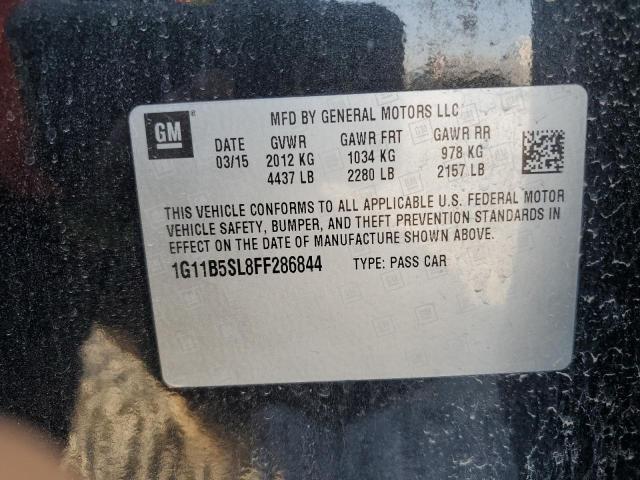 GM
MFD BY GENERAL MOTORS LLC
DATE GVWR GAWR FRT GAWR RR
03/15 2012 KG 1034 KG 978 KG
4437 LB 2280 LB 2157 LB
THIS VEHICLE CONFORMS TO ALL APPLICABLE U.S. FEDERAL MOTOR
VEHICLE SAFETY, BUMPER, AND THEFT PREVENTION STANDARDS IN
EFFECT ON THE DATE OF MANUFACTURE SHOWN ABOVE.
1G11B5SL8FF286844 TYPE: PASS CAR